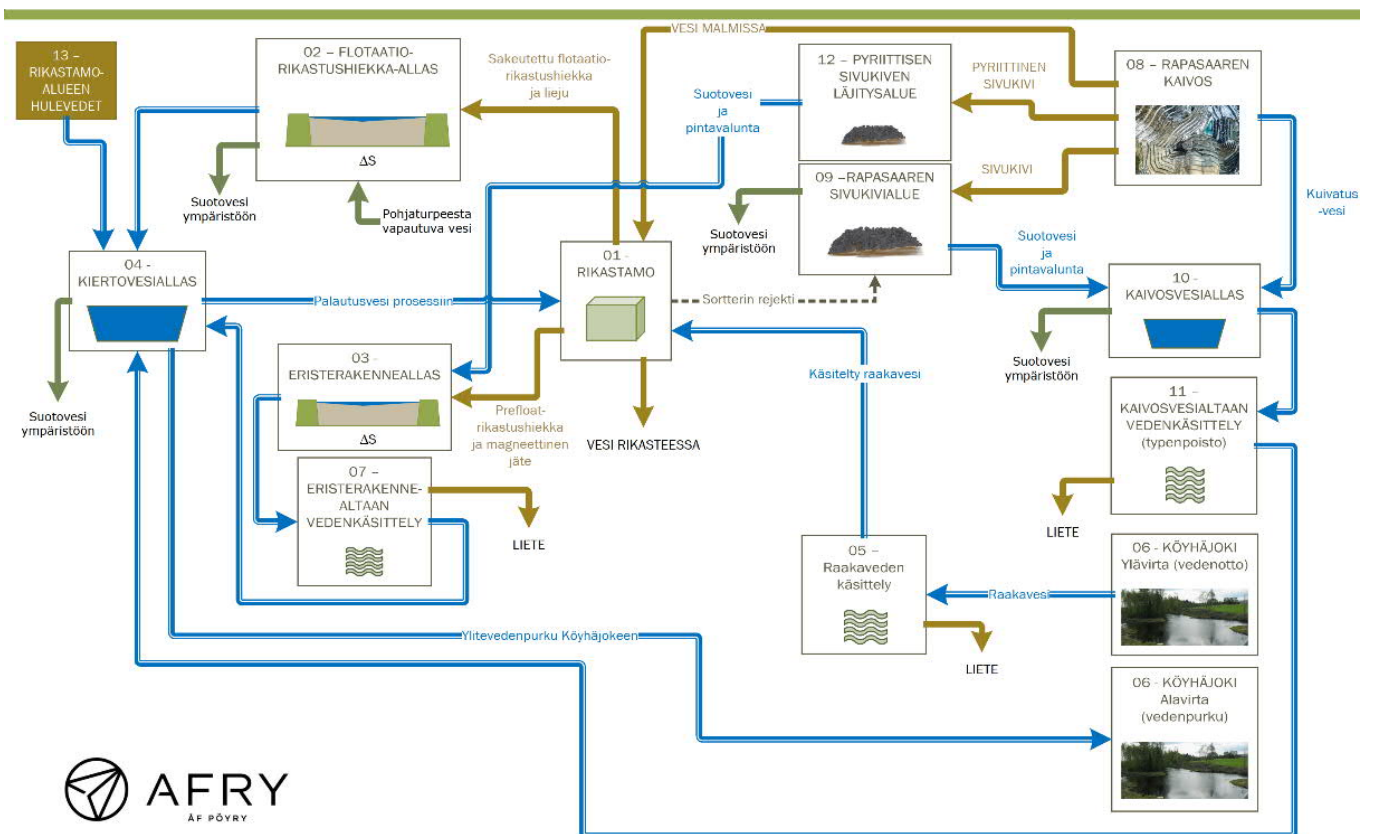 VESI MALMISSA
13 –
RIKASTAMO-
ALUEEN
HULEVEDET
02 – FLOTAATIO-
RIKASTUSHIEKKA-ALLAS
ΔS
Sakeutettu flotaatio-
rikastushiekka
ja lieju
Suotovesi
ja
pintavalunta
12 – PYRIITTISEN
SIVUKIVEN
LÄJITYSALUE
PYRIITTINEN
SIVUKIVI
08 – RAPASAAREN
KAIVOS
SIVUKIVI
09 –RAPASAAREN
SIVUKIVIALUE
Kuivatus
-vesi
Suotovesi
ympäristöön
Pohjaturpeesta
vapautuva vesi
Suotovesi
ympäristöön
Suotovesi
ja
pintavalunta
04 -
KIERTOVESIALLAS
Palautusvesi prosessiin
01 -
RIKASTAMO
Sortterin rejekti
10 -
KAIVOSVESIALLAS
Suotovesi
ympäristöön
03 -
ERISTERAKENNEALLAS
ΔS
Käsitelty raakavesi
Suotovesi
ympäristöön
Prefloat-
rikastushiekka
ja magneettinen
jäte
VESI RIKASTEESSA
11 –
KAIVOSVESIALTAAN
VEDENKÄSITTELY
(typenpoisto)
07 –
ERISTERAKENNE-
ALTAAN
VEDENKÄSITTELY
LIETE
LIETE
05 –
Raakaveden
käsittely
Raakavesi
06 - KÖYHÄJOKI
Ylävirta (vedenotto)
Ylitevedenpurku Köyhäjokeen
LIETE
06 - KÖYHÄJOKI
Alavirta
(vedenpurku)
AFRY
ÅF PÖYRY